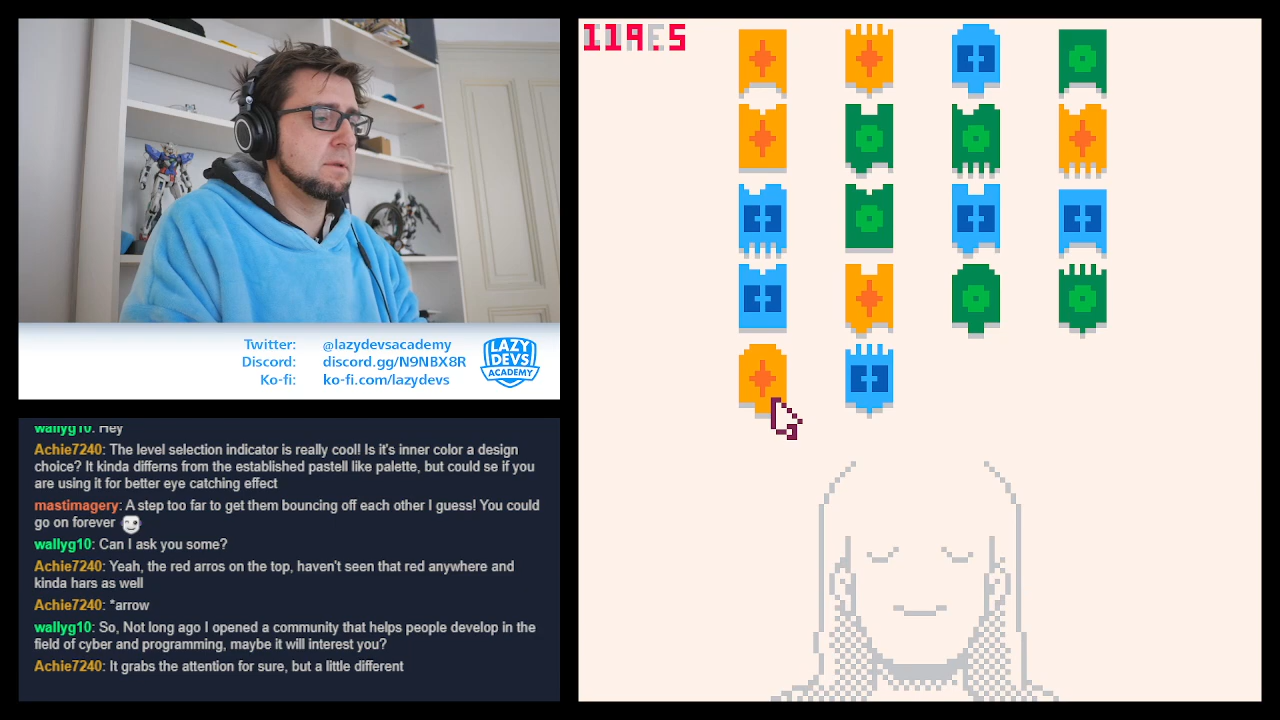 119.5
Twitter: @lazydevsacademy
Discord: discord.gg/N9NBX8R
Ko-fi: ko-fi.com/lazydevs
LAZY
DEVS
ACADEMY
wallyg10: Hey
Achie7240: The level selection indicator is really cool! Is it's inner color a design
choice? It kinda differns from the established pastell like palette, but could se if you
are using it for better eye catching effect
mastimagery: A step too far to get them bouncing off each other I guess! You could
go on forever
wallyg10: Can I ask you some?
Achie7240: Yeah, the red arros on the top, haven't seen that red anywhere and
kinda hars as well
Achie7240: *arrow
wallyg10: So, Not long ago I opened a community that helps people develop in the
field of cyber and programming, maybe it will interest you?
Achie7240: It grabs the attention for sure, but a little different